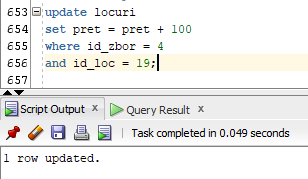 653 update locuri
654 set pret = pret + 100
655 where id_zbor = 4
656 and id_loc = 19;
657
Script Output x Query Result x
Task completed in 0.049 seconds
1 row updated.